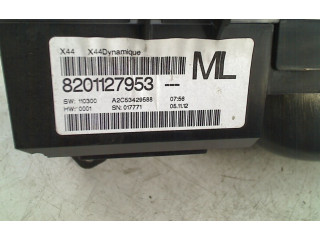 X44 X44Dynamique
ML
8201127953 ---
SW: 110300 A2C53429588 07:56
HW: 0001 SN: 017771 05.11.12